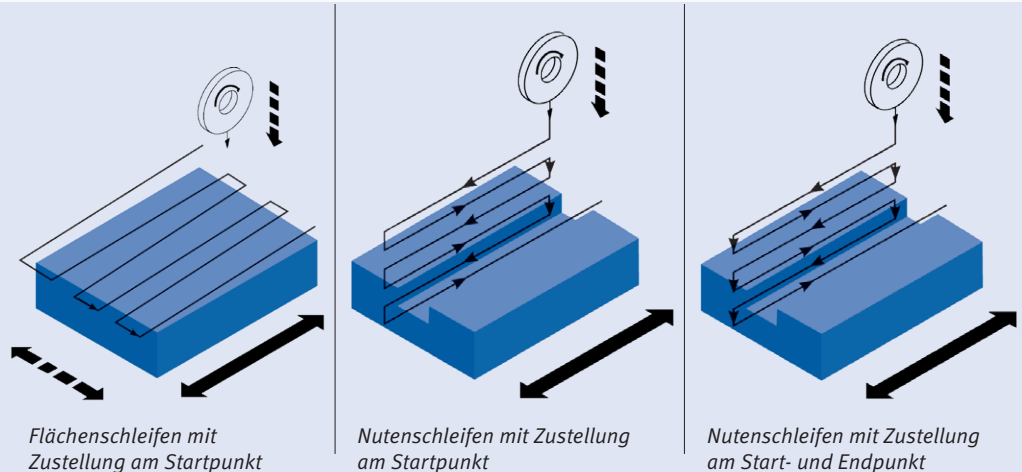 Flächenschleifen mit
Zustellung am Startpunkt
Nutenschleifen mit Zustellung
am Startpunkt
Nutenschleifen mit Zustellung
am Start- und Endpunkt